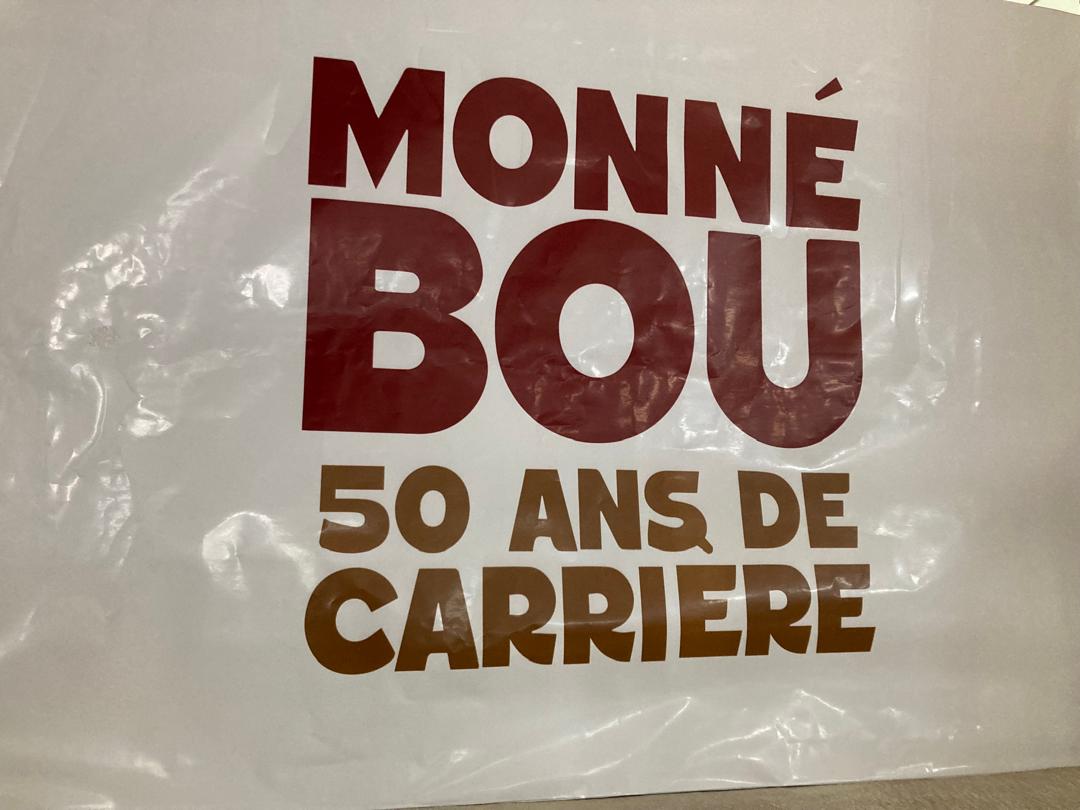 MONNÉ
BOU
50 ANS DE
CARRIERE